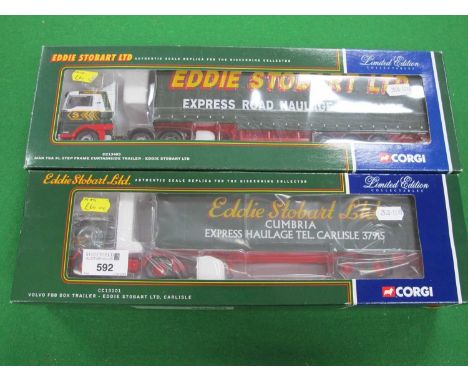 EDDIE STOBART LTD
AUTHENTIC SCALE REPLICA FOR THE DISCERNING COLLECTOR
Limited Edition
COLLECTABLES
EDDIE STOBART LTD
EXPRESS ROAD HAULAGE
MAN TGA XL STEP FRAME CURTAINSIDE TRAILER - EDDIE STOBART LTD
CORGI
Eddie Stobart Ltd.
AUTHENTIC SCALE REPLICA FOR THE DISCERNING COLLECTOR
Limited Edition
COLLECTABLES
Eddie Stobart Ltd.
CUMBRIA
EXPRESS HAULAGE TEL. CARLISLE 37915
592
CC13101
VOLVO F88 BOX TRAILER - EDDIE STOBART LTD, CARLISLE
CORGI